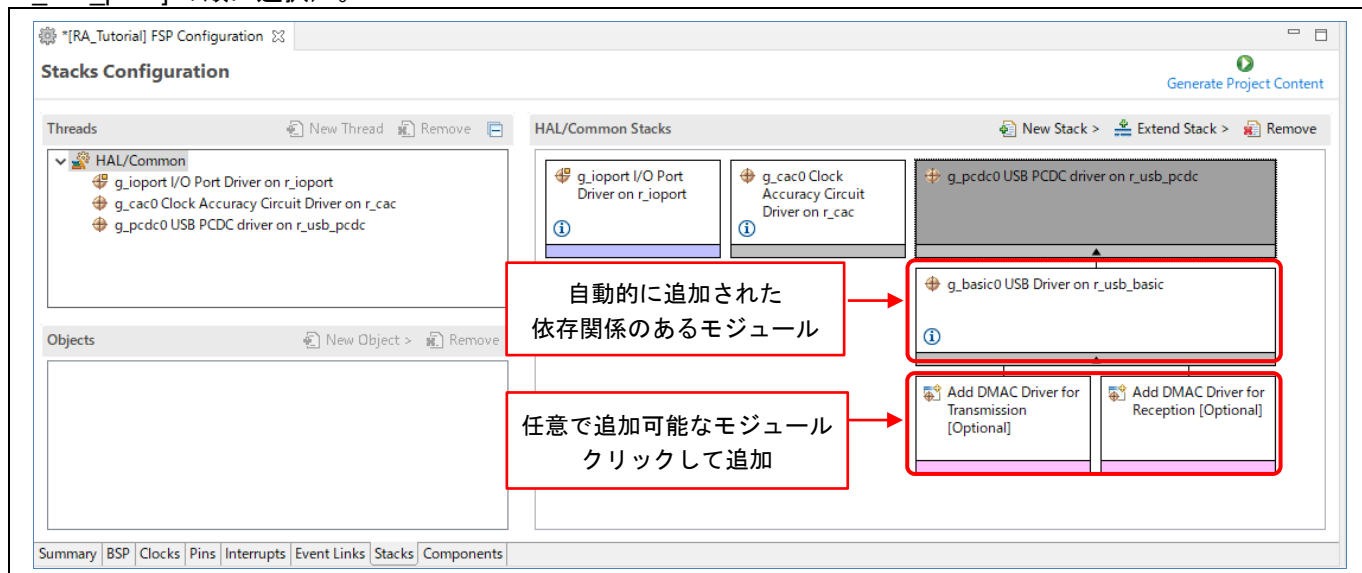 *[RA_Tutorial] FSP Configuration
Stacks Configuration
Generate Project Content
Threads
New Thread
Remove
HAL/Common
g_ioport I/O Port Driver on r_ioport
g_cac0 Clock Accuracy Circuit Driver on r_cac
g_pcdc0 USB PCDC driver on r_usb_pcdc
Objects
New Object >
Remove
HAL/Common Stacks
New Stack >
Extend Stack >
Remove
g_ioport I/O Port
Driver on r_ioport
g_cac0 Clock
Accuracy Circuit
Driver on r_cac
g_pcdc0 USB PCDC driver on r_usb_pcdc
自動的に追加された
依存関係のあるモジュール
g_basic0 USB Driver on r_usb_basic
任意で追加可能なモジュール
クリックして追加
Add DMAC Driver for
Transmission
[Optional]
Add DMAC Driver for
Reception [Optional]
Summary BSP Clocks Pins Interrupts Event Links Stacks Components